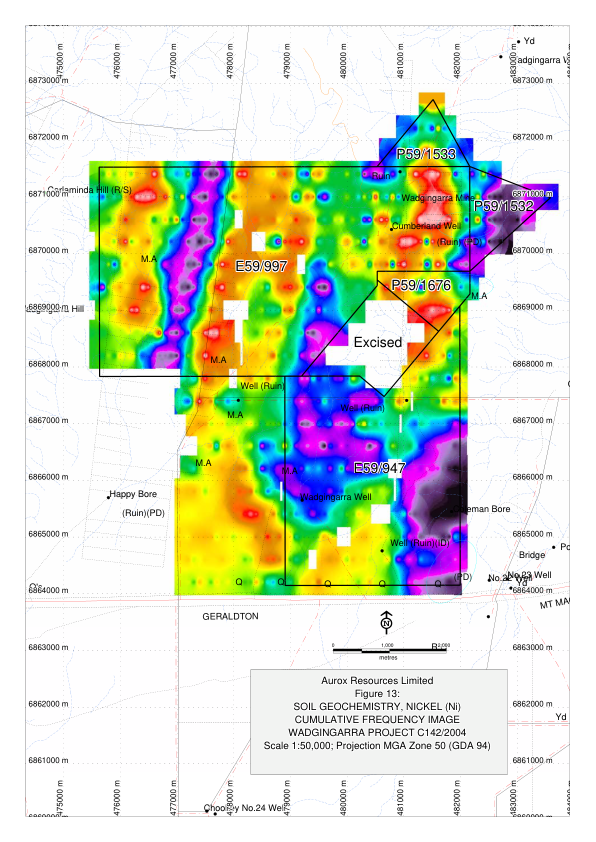 475000 m
476000 m
477000 m
478000 m
479000 m
480000 m
481000 m
482000 m
483000 m
Yd
6873000 m
6873000 m
6872000 m
6872000 m
P59/1533
Ruin
6871000 m
Carlaminda Hill (R/S)
6871000 m
Wadgingarra Mine
P59/1532
Cumberland Well
(Ruin) (PD)
6870000 m
6870000 m
M.A
E59/997
P59/1676
M.A
6869000 m
6869000 m
Hill
Excised
6868000 m
M.A
6868000 m
Well (Ruin)
Well (Ruin)
6867000 m
M.A
6867000 m
M.A
M.A
E59/947
6866000 m
6866000 m
Happy Bore
Wadgingarra Well
(Ruin)(PD)
eman Bore
6865000 m
6865000 m
Well (Ruin)(ID)
Bridge
(PD)
No.22 Well
No.23 Well
Yd
Q
Q
Q
Q
Q
6864000 m
6864000 m
GERALDTON
N
6863000 m
6863000 m
0
1,000
2,000
metres
Aurox Resources Limited
Figure 13:
SOIL GEOCHEMISTRY, NICKEL (Ni)
CUMULATIVE FREQUENCY IMAGE
WADGINGARRA PROJECT C142/2004
Scale 1:50,000; Projection MGA Zone 50 (GDA 94)
6862000 m
6862000 m
Yd
6861000 m
6861000 m
475000 m
476000 m
477000 m
478000 m
479000 m
480000 m
481000 m
482000 m
483000 m
No.24 Well